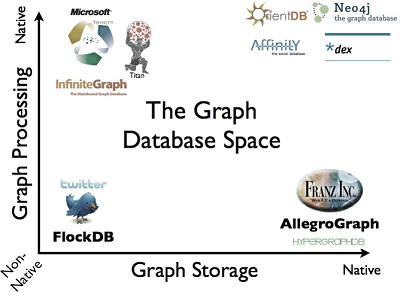 Native
Microsoft®
TRINITY
Titan
InfiniteGraph
The Distributed Graph Database
OrientDB
Neo4j
the graph database
Affinity
the social database
*dex
Graph Processing
The Graph
Database Space
twitter
FlockDB
FRANZ INC.
AllegroGraph
HYPERGRAPHDB
Non-
Native
Graph Storage
Native